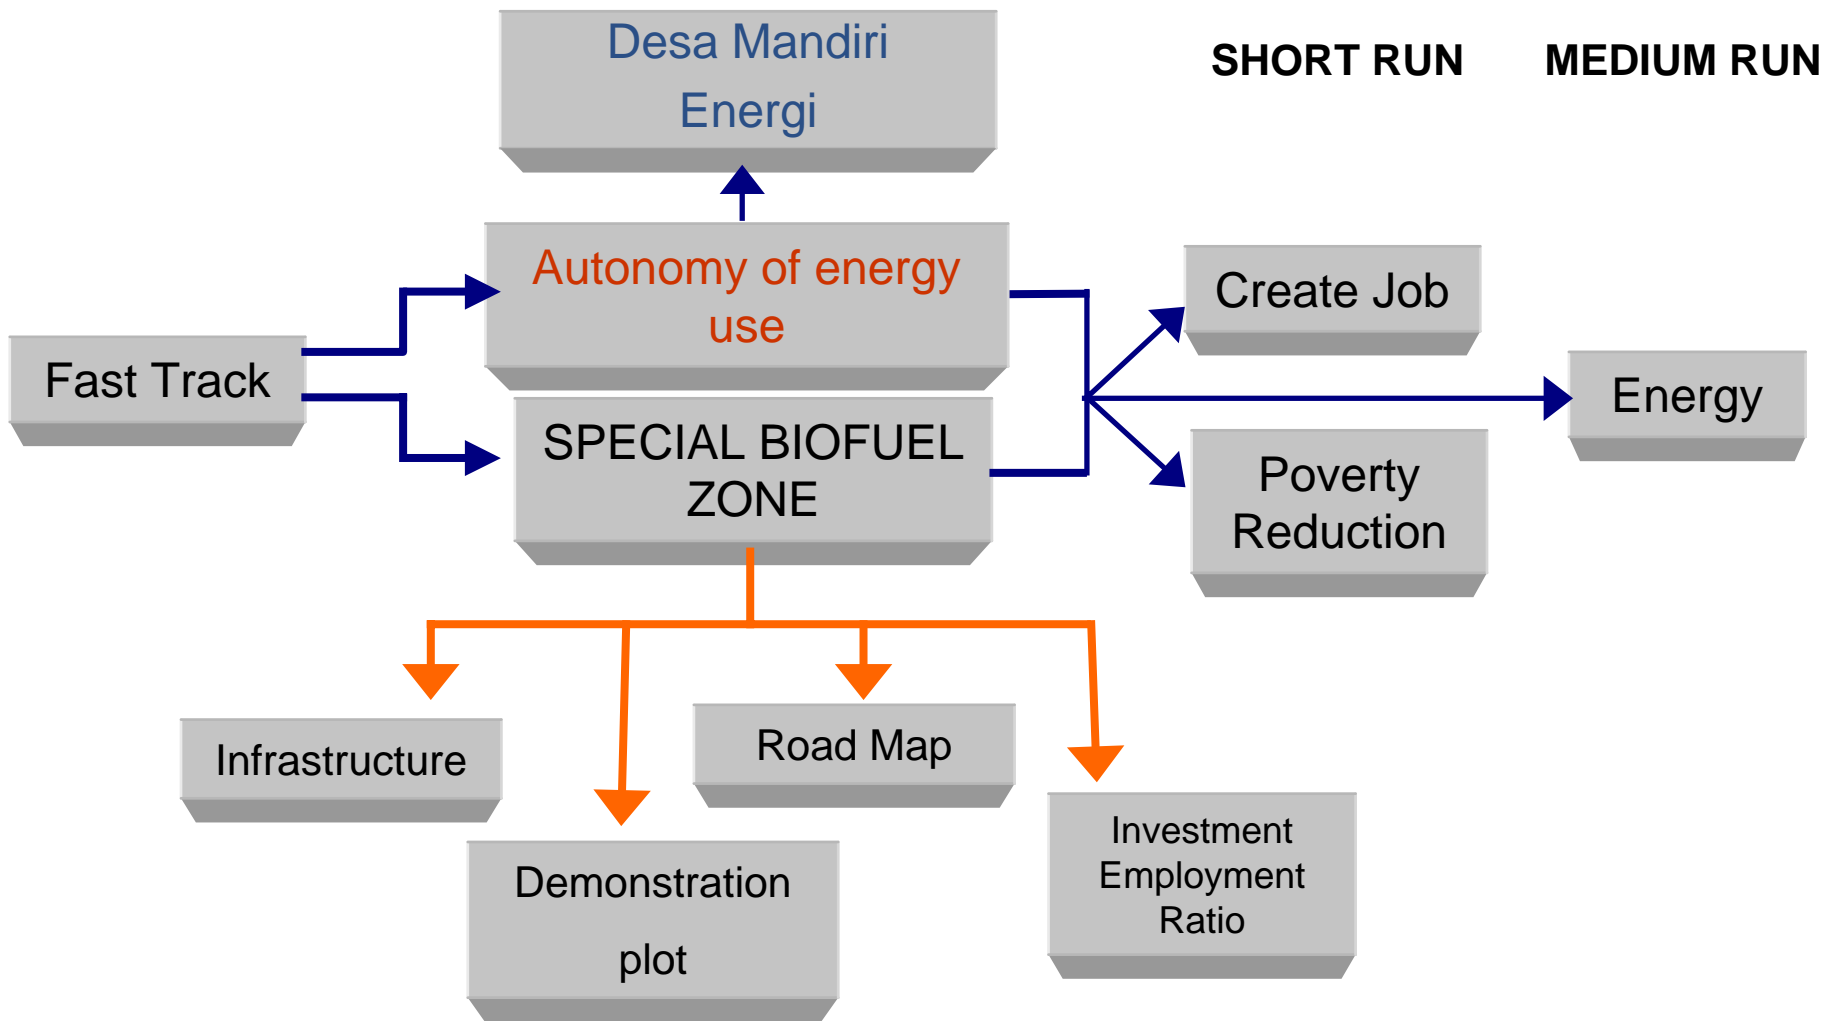 Desa Mandiri
Energi
SHORT RUN
MEDIUM RUN
Autonomy of energy
use
Create Job
Fast Track
Energy
SPECIAL BIOFUEL
ZONE
Poverty
Reduction
Infrastructure
Road Map
Demonstration
plot
Investment
Employment
Ratio